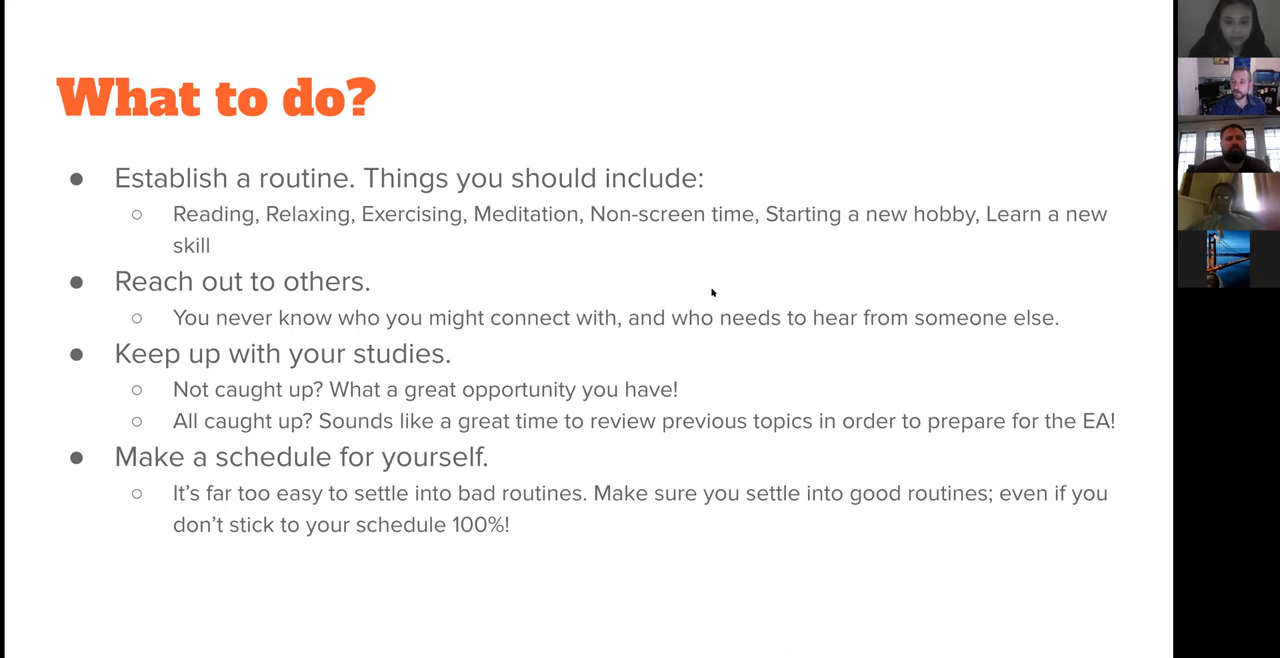 What to do?
● Establish a routine. Things you should include:
○ Reading, Relaxing, Exercising, Meditation, Non-screen time, Starting a new hobby, Learn a new
skill
● Reach out to others.
○ You never know who you might connect with, and who needs to hear from someone else.
● Keep up with your studies.
○ Not caught up? What a great opportunity you have!
○ All caught up? Sounds like a great time to review previous topics in order to prepare for the EA!
● Make a schedule for yourself.
○ It’s far too easy to settle into bad routines. Make sure you settle into good routines; even if you
don’t stick to your schedule 100%!